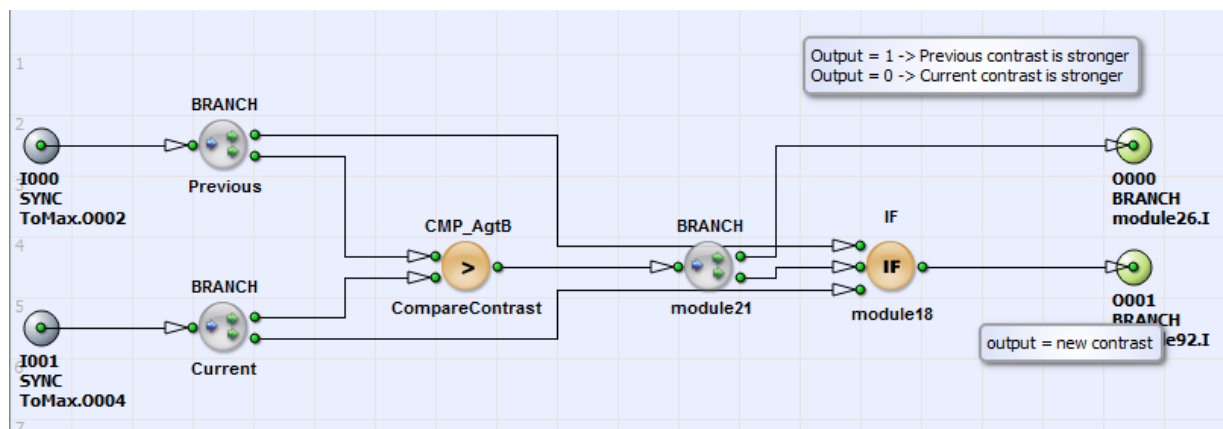 Output = 1 -> Previous contrast is stronger
Output = 0 -> Current contrast is stronger
1
BRANCH
2
I000
SYNC
ToMax.O002
Previous
O000
BRANCH
module26.I
4
CMP_AgtB
BRANCH
IF
>
IF
CompareContrast
module21
module18
BRANCH
5
O001
BRANCH
output = new contrast
I001
SYNC
ToMax.O004
Current
7